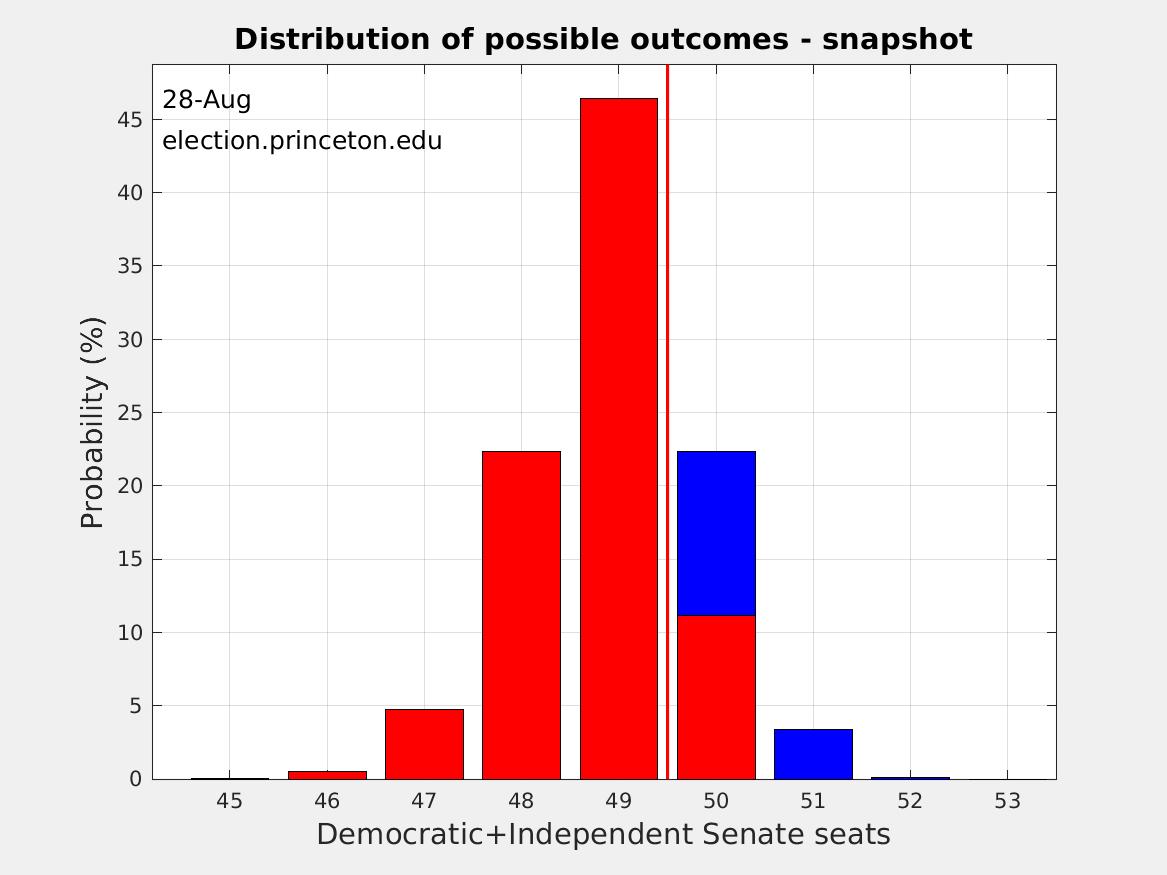 Distribution of possible outcomes - snapshot
28-Aug
election.princeton.edu
45
40
35
30
25
20
15
10
5
0
Probability (%)
45 46 47 48 49 50 51 52 53
Democratic+Independent Senate seats